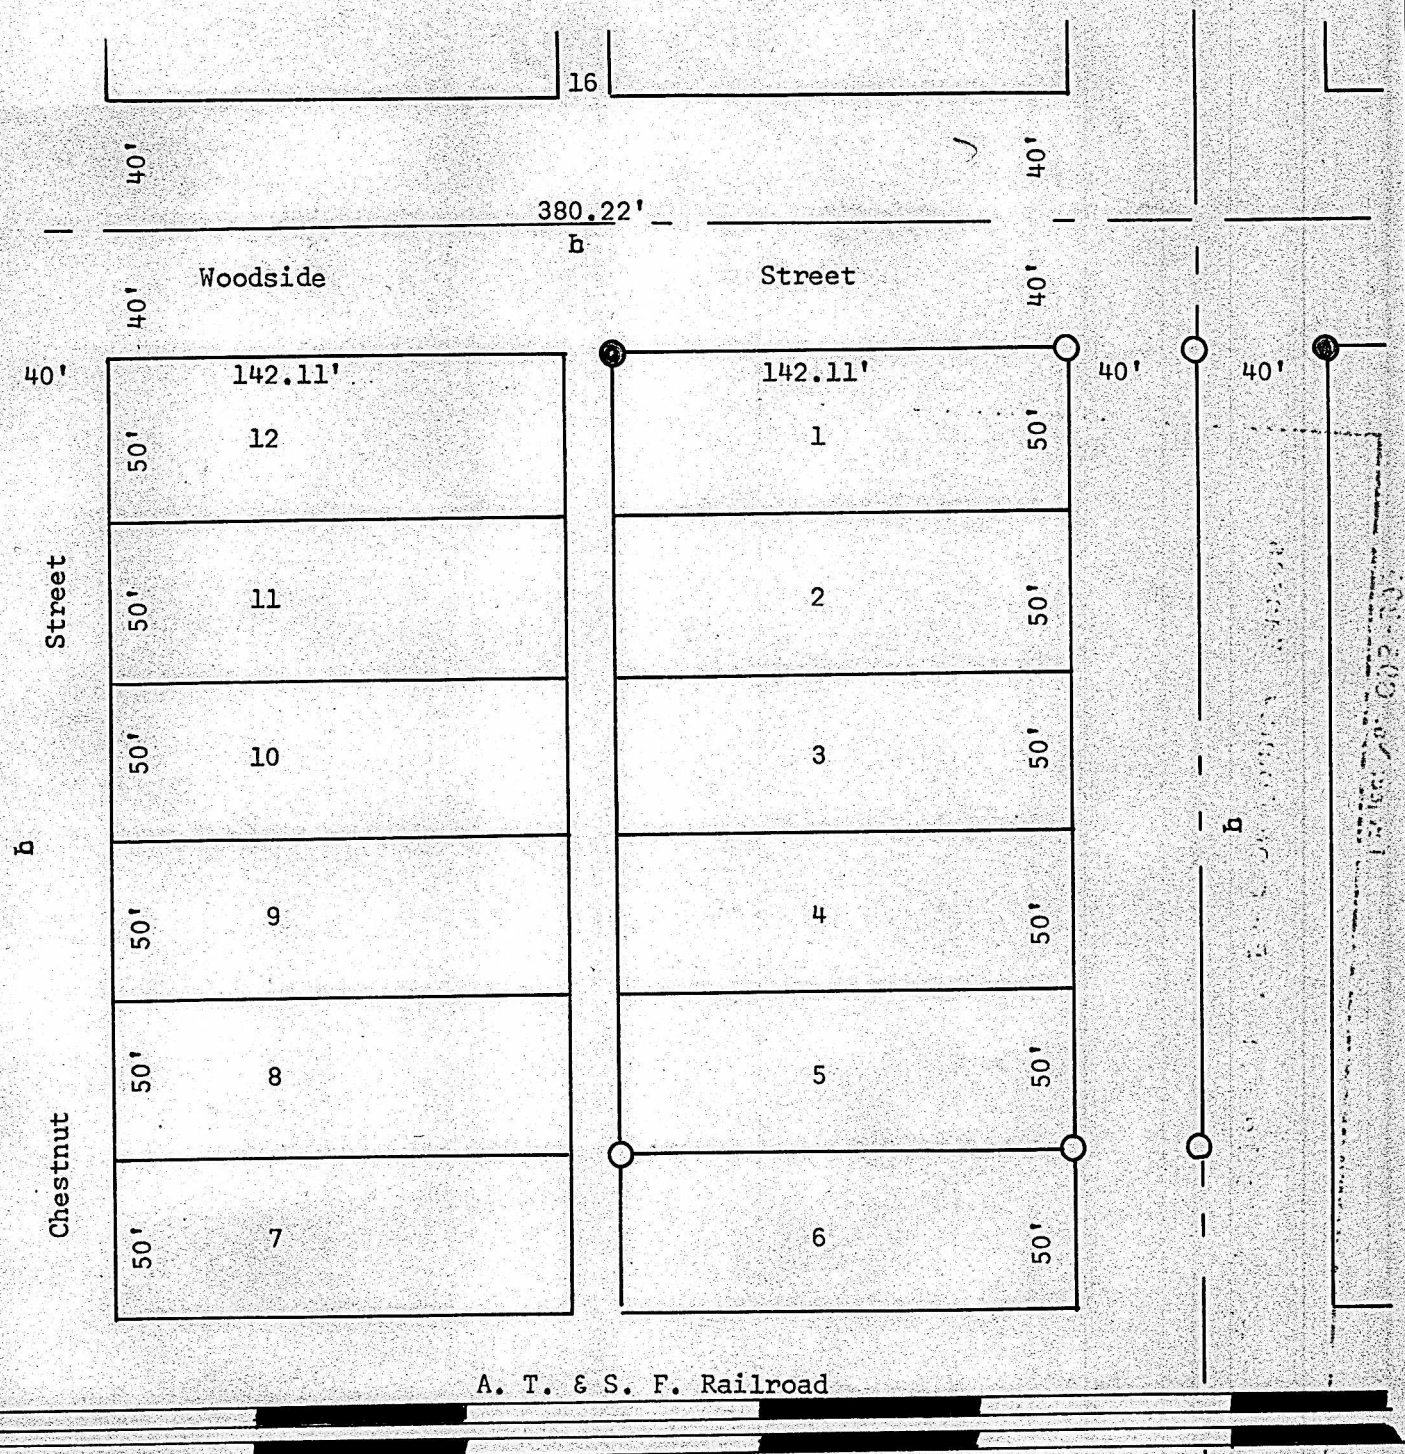 16
40' 40'
380.22'
b
Woodside Street
40' 40'
40' 142.11' 142.11' 40' 40'
50' 12 1 50'
50' 11 2 50'
Street
50' 10 3 50'
b b
50' 9 4 50'
50' 8 5 50'
Chestnut
50' 7 6 50'
A. T. & S. F. Railroad